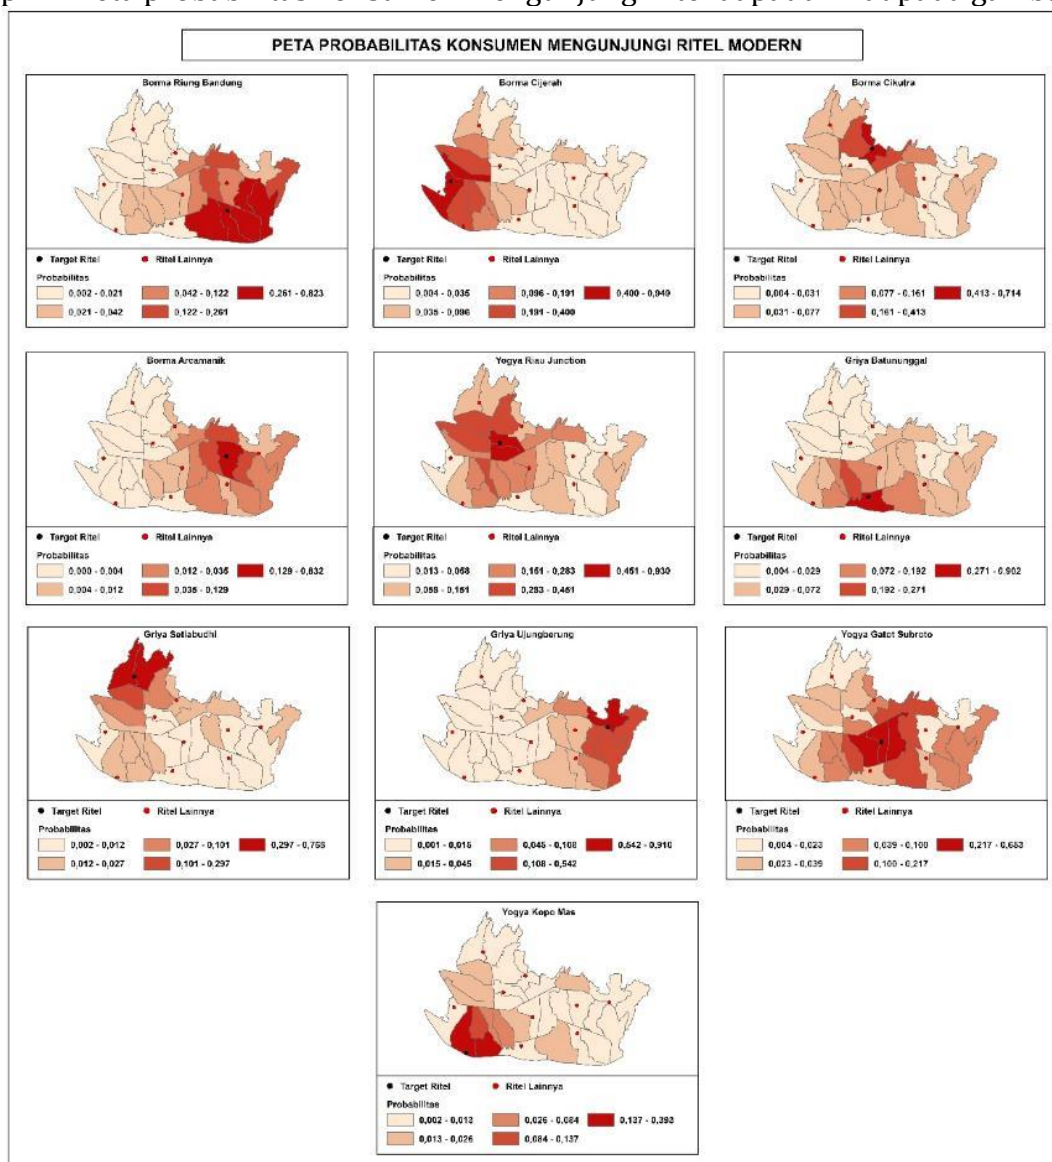 PETA PROBABILITAS KONSUMEN MENGUNJUNGI RITEL MODERN
Borma Riung Bandung
Target Ritel Ritel Lainnya
Probabilitas
0,002 - 0,021 0,042 - 0,122 0,261 - 0,823
0,021 - 0,042 0,122 - 0,261
Borma Cijerah
Target Ritel Ritel Lainnya
Probabilitas
0,004 - 0,035 0,096 - 0,191 0,400 - 0,949
0,035 - 0,096 0,191 - 0,400
Borma Cikutra
Target Ritel Ritel Lainnya
Probabilitas
0,004 - 0,031 0,077 - 0,161 0,413 - 0,714
0,031 - 0,077 0,161 - 0,413
Borma Arcamanik
Target Ritel Ritel Lainnya
Probabilitas
0,000 - 0,004 0,012 - 0,035 0,129 - 0,832
0,004 - 0,012 0,035 - 0,129
Yogya Riau Junction
Target Ritel Ritel Lainnya
Probabilitas
0,013 - 0,058 0,151 - 0,283 0,451 - 0,930
0,058 - 0,151 0,283 - 0,451
Griya Batununggal
Target Ritel Ritel Lainnya
Probabilitas
0,004 - 0,029 0,072 - 0,192 0,271 - 0,902
0,029 - 0,072 0,192 - 0,271
Griya Setiabudhi
Target Ritel Ritel Lainnya
Probabilitas
0,002 - 0,012 0,027 - 0,101 0,297 - 0,768
0,012 - 0,027 0,101 - 0,297
Griya Ujungberung
Target Ritel Ritel Lainnya
Probabilitas
0,001 - 0,015 0,045 - 0,108 0,542 - 0,910
0,015 - 0,045 0,108 - 0,542
Yogya Gatot Subroto
Target Ritel Ritel Lainnya
Probabilitas
0,004 - 0,023 0,039 - 0,100 0,217 - 0,653
0,023 - 0,039 0,100 - 0,217
Yogya Kopo Mas
Target Ritel Ritel Lainnya
Probabilitas
0,002 - 0,013 0,026 - 0,084 0,137 - 0,393
0,013 - 0,026 0,084 - 0,137